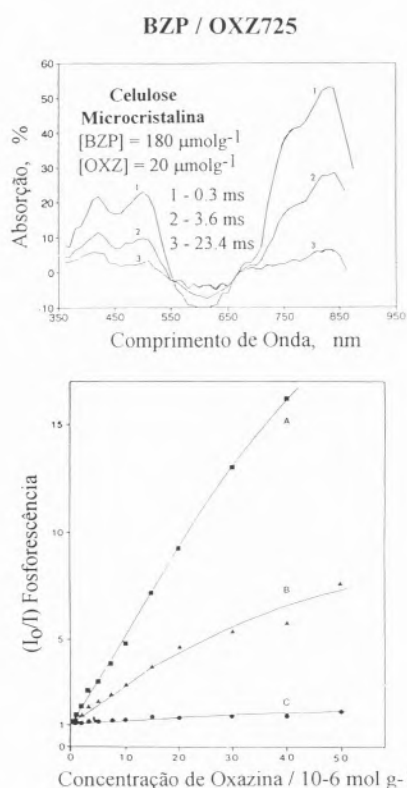 BZP / OXZ725
Absorção, %
60
50
40
30
20
10
0
-10
Celulose
Microcristalina
[BZP] = 180 μmolg-1
[OXZ] = 20 μmolg-1
1 - 0.3 ms
2 - 3.6 ms
3 - 23.4 ms
1
2
3
1
2
3
350
450
550
650
750
850
950
Comprimento de Onda, nm
(I0/I) Fosforescência
15
10
5
1
A
B
C
0
10
20
30
40
50
Concentração de Oxazina / 10-6 mol g-